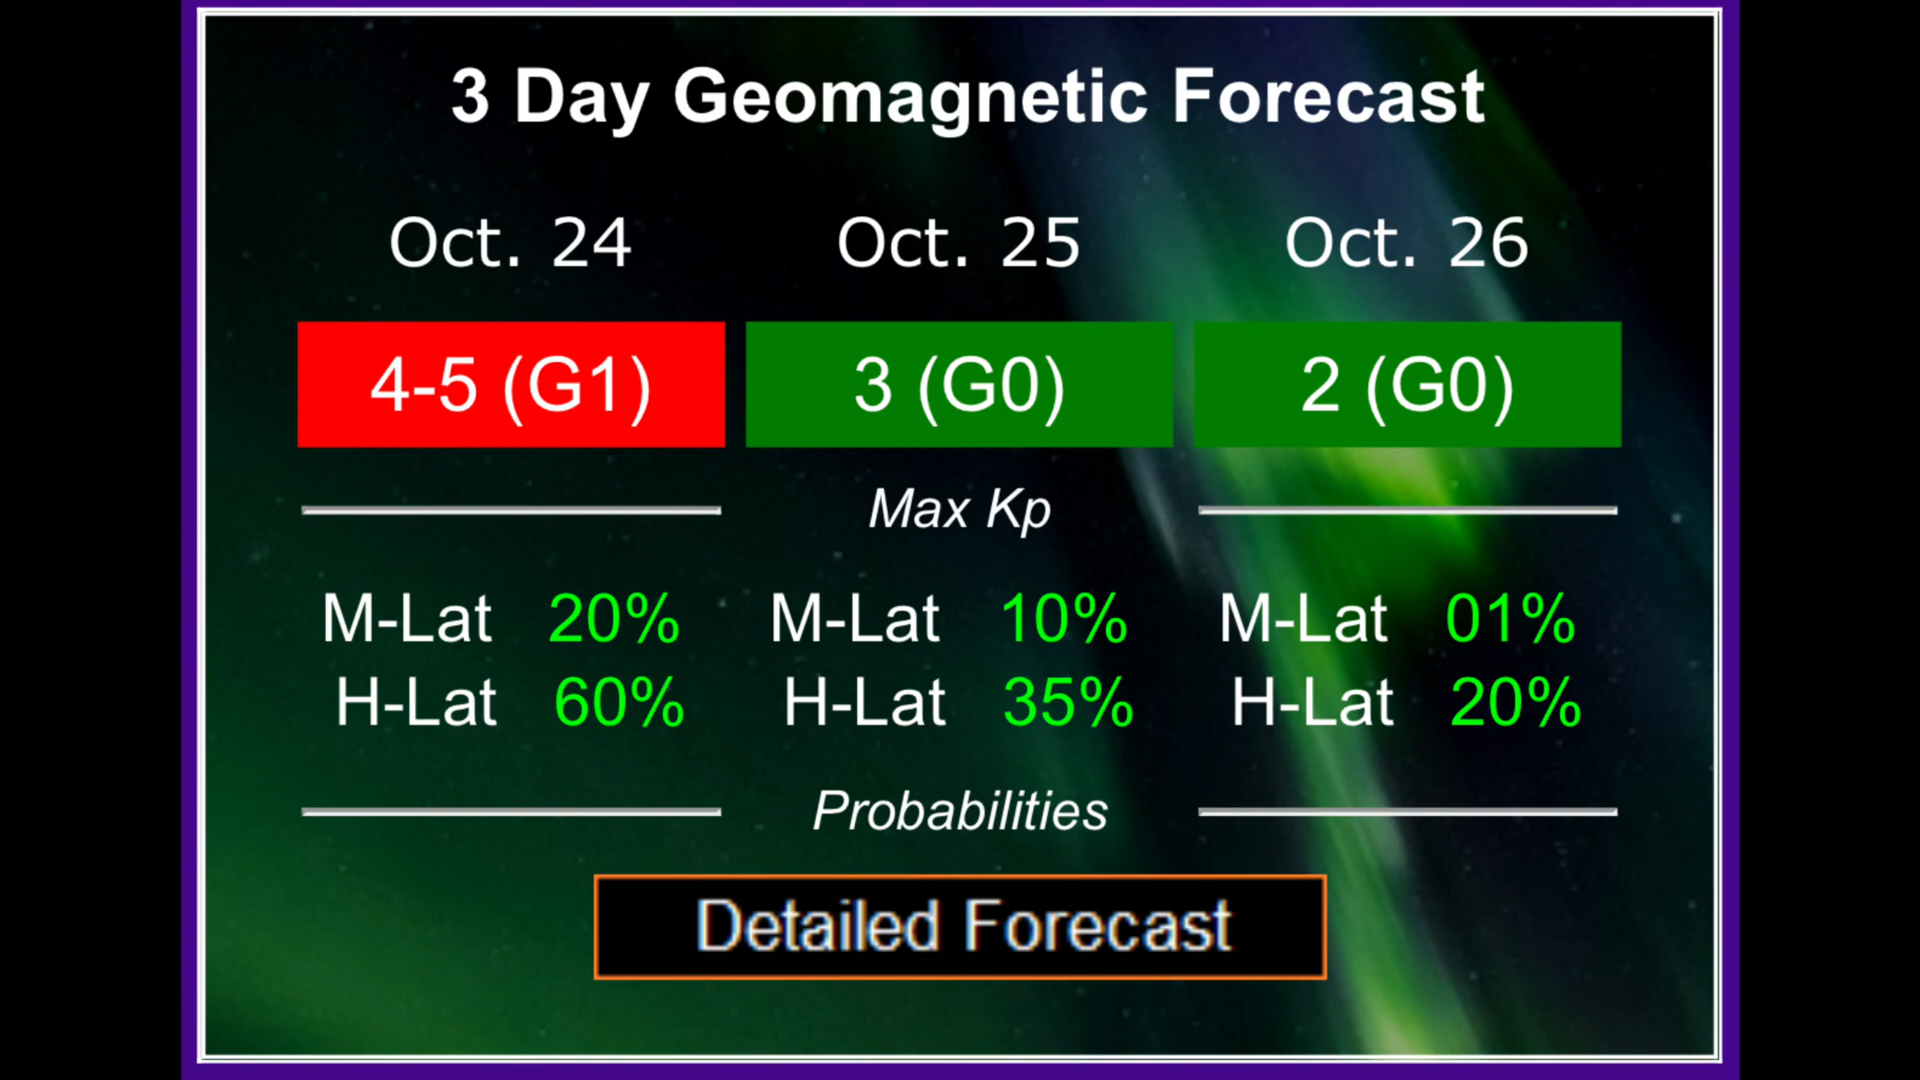 3 Day Geomagnetic Forecast
Oct. 24 Oct. 25 Oct. 26
4-5 (G1) 3 (G0) 2 (G0)
Max Kp
M-Lat 20% M-Lat 10% M-Lat 01%
H-Lat 60% H-Lat 35% H-Lat 20%
Probabilities
Detailed Forecast